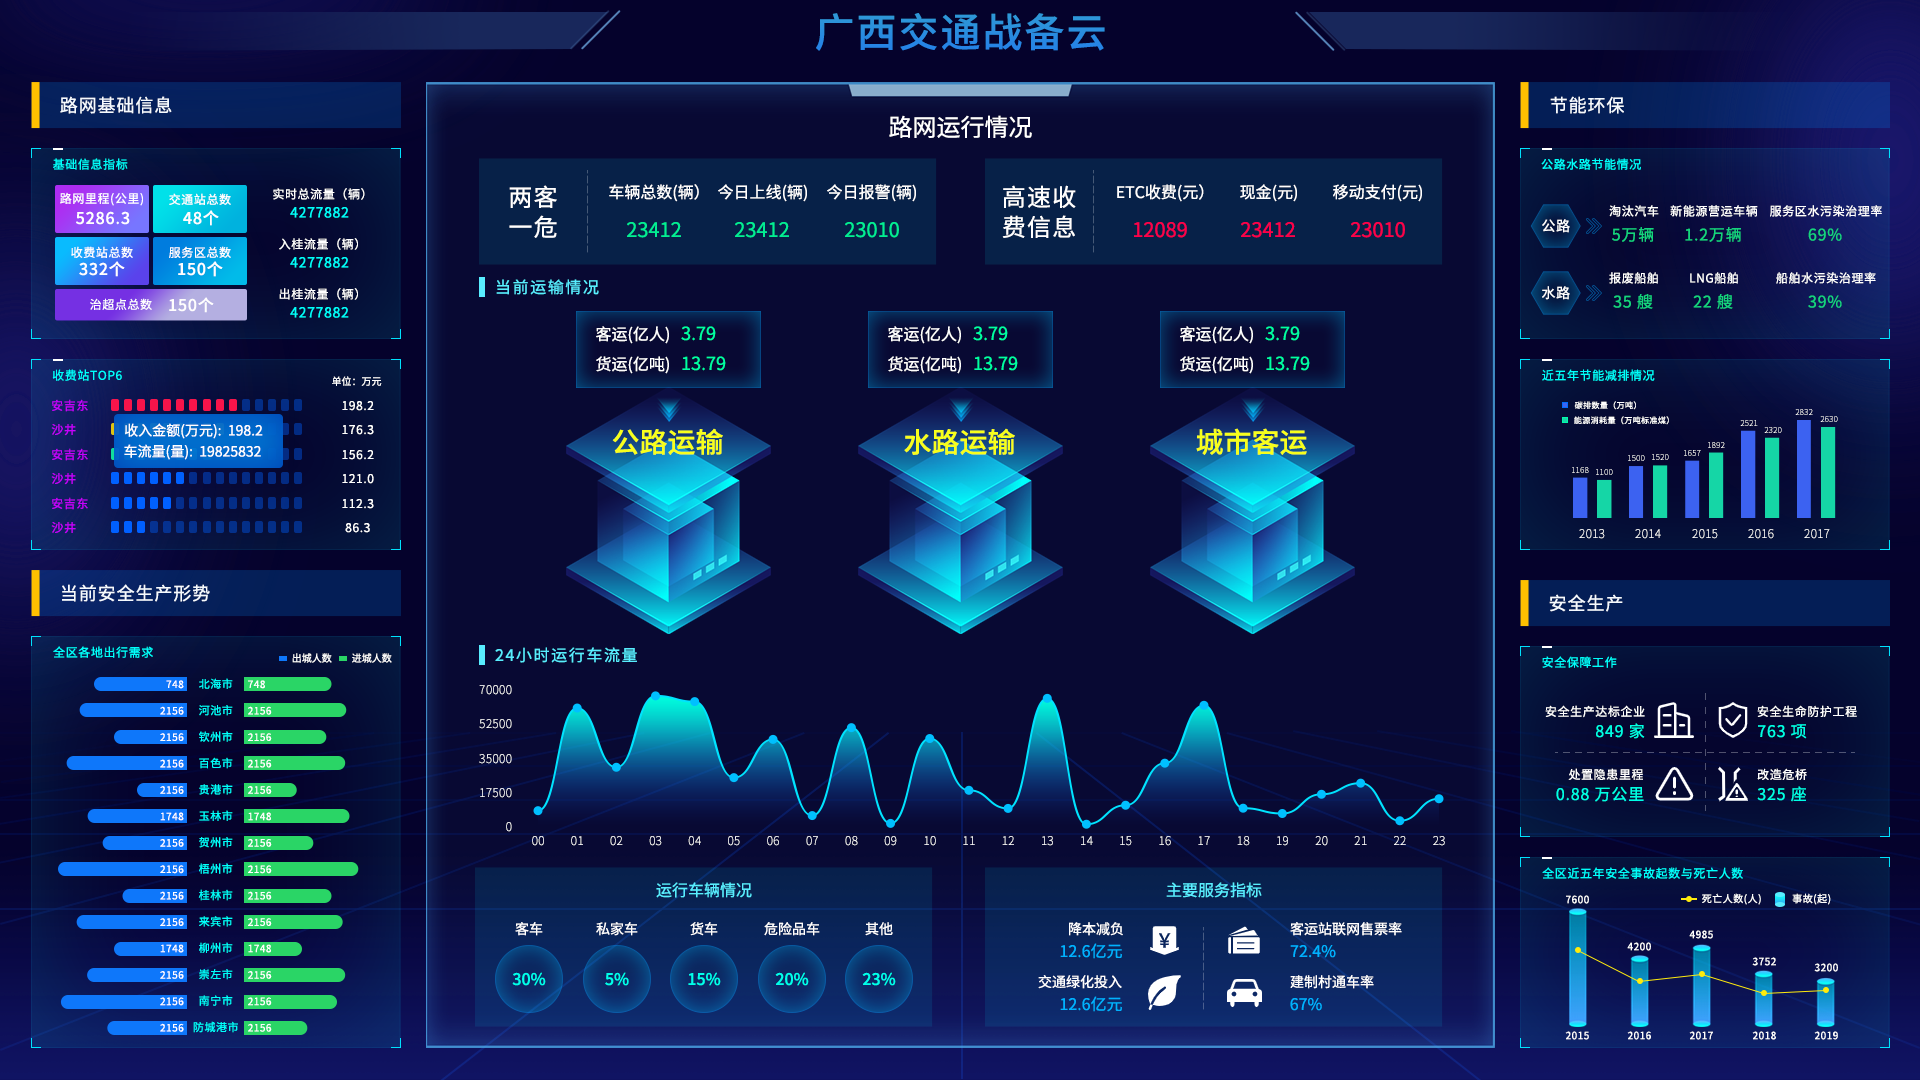 广西交通战备云
路网基础信息
基础信息指标
路网里程(公里)
5286.3
交通站总数
48个
收费站总数
332个
服务区总数
150个
治超点总数 150个
实时总流量（辆）
4277882
入桂流量（辆）
4277882
出桂流量（辆）
4277882
收费站TOP6
单位：万元
安吉东 198.2
沙井 176.3
安吉东 156.2
沙井 121.0
安吉东 112.3
沙井 86.3
收入金额(万元): 198.2
车流量(量): 19825832
当前安全生产形势
全区各地出行需求
出城人数 进城人数
748 北海市 748
2156 河池市 2156
2156 钦州市 2156
2156 百色市 2156
2156 贵港市 2156
1748 玉林市 1748
2156 贺州市 2156
2156 梧州市 2156
2156 桂林市 2156
2156 来宾市 2156
1748 柳州市 1748
2156 崇左市 2156
2156 南宁市 2156
2156 防城港市 2156
路网运行情况
两客
一危
车辆总数(辆) 今日上线(辆) 今日报警(辆)
23412 23412 23010
高速收
费信息
ETC收费(元) 现金(元) 移动支付(元)
12089 23412 23010
当前运输情况
客运(亿人) 3.79
货运(亿吨) 13.79
公路运输
客运(亿人) 3.79
货运(亿吨) 13.79
水路运输
客运(亿人) 3.79
货运(亿吨) 13.79
城市客运
24小时运行车流量
70000
52500
35000
17500
0
00 01 02 03 04 05 06 07 08 09 10 11 12 13 14 15 16 17 18 19 20 21 22 23
运行车辆情况
客车 私家车 货车 危险品车 其他
30% 5% 15% 20% 23%
主要服务指标
降本减负
12.6亿元
客运站联网售票率
72.4%
交通绿化投入
12.6亿元
建制村通车率
67%
节能环保
公路水路节能情况
公路
淘汰汽车 新能源营运车辆 服务区水污染治理率
5万辆 1.2万辆 69%
水路
报废船舶 LNG船舶 船舶水污染治理率
35 艘 22 艘 39%
近五年节能减排情况
碳排数量（万吨）
能源消耗量（万吨标准煤）
1168 1100 1500 1520 1657 1892 2521 2320 2832 2630
2013 2014 2015 2016 2017
安全生产
安全保障工作
安全生产达标企业
849 家
安全生命防护工程
763 项
处置隐患里程
0.88 万公里
改造危桥
325 座
全区近五年安全事故起数与死亡人数
死亡人数(人) 事故(起)
7600 4200 4985 3752 3200
2015 2016 2017 2018 2019